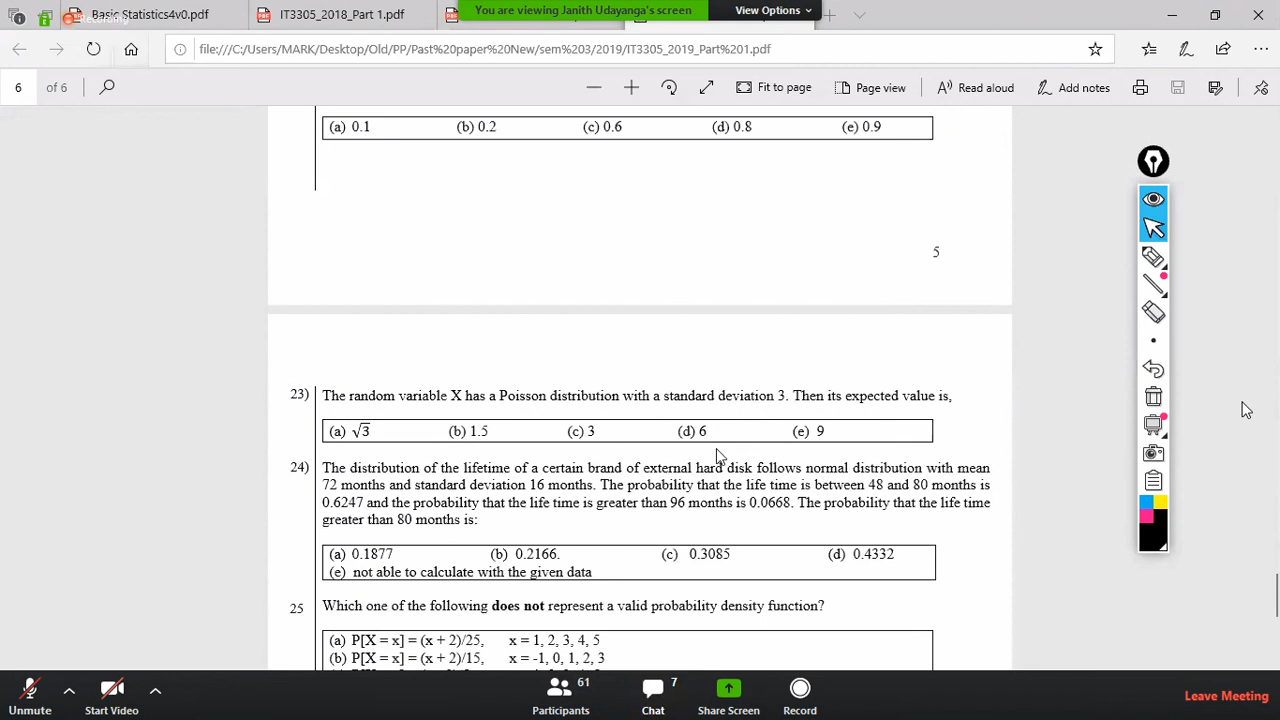 Basic Statistics4v0.pdf
IT3305_2018_Part 1.pdf
You are viewing Janith Udayanga's screen
View Options
Recording
file:///C:/Users/MARK/Desktop/Old/PP/Past%20paper%20New/sem%203/2019/IT3305_2019_Part%201.pdf
6 of 6
Fit to page
Page view
Read aloud
Add notes
(a) 0.1 (b) 0.2 (c) 0.6 (d) 0.8 (e) 0.9
5
23) The random variable X has a Poisson distribution with a standard deviation 3. Then its expected value is,
(a) √3 (b) 1.5 (c) 3 (d) 6 (e) 9
24) The distribution of the lifetime of a certain brand of external hard disk follows normal distribution with mean
72 months and standard deviation 16 months. The probability that the life time is between 48 and 80 months is
0.6247 and the probability that the life time is greater than 96 months is 0.0668. The probability that the life time
greater than 80 months is:
(a) 0.1877 (b) 0.2166. (c) 0.3085 (d) 0.4332
(e) not able to calculate with the given data
25 Which one of the following does not represent a valid probability density function?
(a) P[X = x] = (x + 2)/25, x = 1, 2, 3, 4, 5
(b) P[X = x] = (x + 2)/15, x = -1, 0, 1, 2, 3
Unmute
Start Video
Participants
61
Chat
7
Share Screen
Record
Leave Meeting